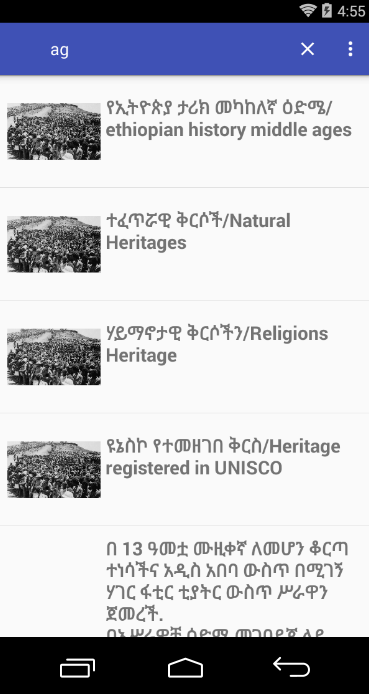 4:55
ag
የኢትዮጵያ ታሪክ መካከለኛ ዕድሜ/
ethiopian history middle ages
ተፈጥሯዊ ቅርሶች/Natural
Heritages
ሃይማኖታዊ ቅርሶችን/Religions
Heritage
ዩኔስኮ የተመዘገበ ቅርስ/Heritage
registered in UNISCO
በ 13 ዓመቷ ሙዚቀኛ ለመሆን ቆርጣ
ተነሳችና አዲስ አበባ ውስጥ በሚገኝ
ሃገር ፋቲር ቲያትር ውስጥ ሥራዋን
ጀመረች.